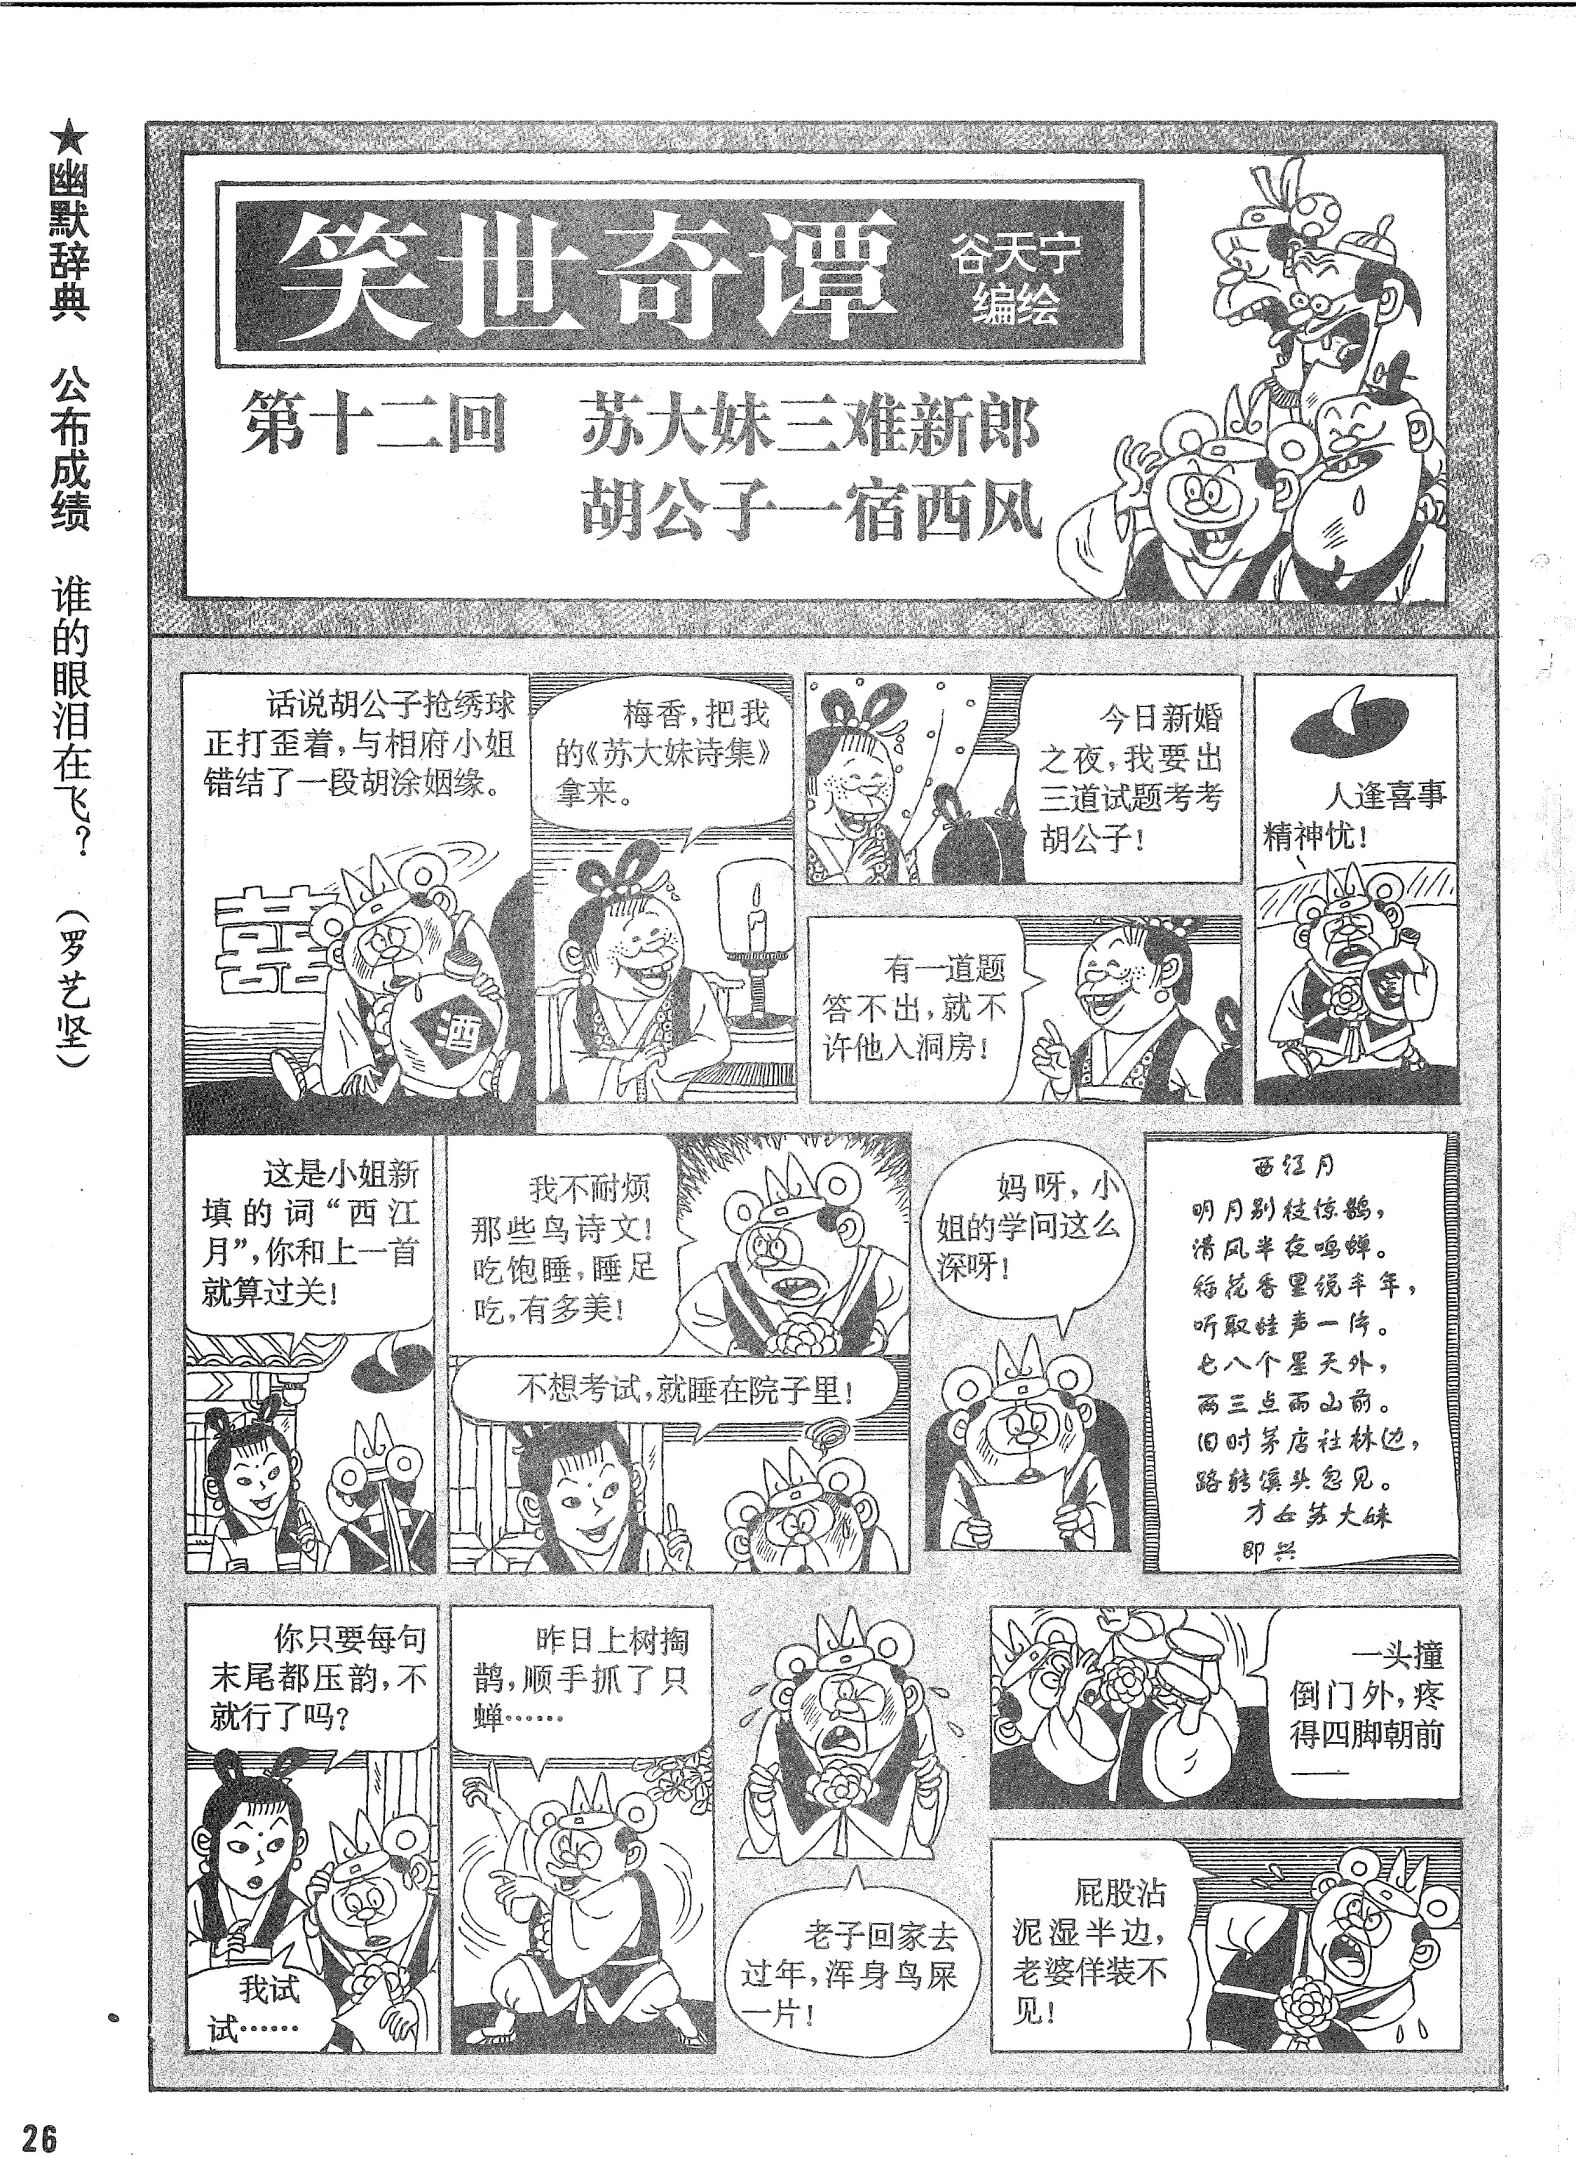 ★幽默辞典 公布成绩 谁的眼泪在飞？（罗艺坚）
笑世奇谭
谷天宁
编绘
第十二回 苏大妹三难新郎
胡公子一宿西风
话说胡公子抢绣球
正打歪着，与相府小姐
错结了一段胡涂姻缘。
囍
酒
梅香，把我
的《苏大妹诗集》
拿来。
今日新婚
之夜，我要出
三道试题考考
胡公子！
有一道题
答不出，就不
许他入洞房！
人逢喜事
精神忧！
这是小姐新
填的词“西江
月”，你和上一首
就算过关！
我不耐烦
那些鸟诗文！
吃饱睡，睡足
吃，有多美！
不想考试，就睡在院子里！
妈呀，小
姐的学问这么
深呀！
西江月
明月别枝惊鹊，
清风半夜鸣蝉。
稻花香里说丰年，
听取蛙声一片。
七八个星天外，
两三点雨山前。
旧时茅店社林边，
路转溪头忽见。
才女苏大妹
即兴
你只要每句
末尾都压韵，不
就行了吗？
我试
试……
昨日上树掏
鹊，顺手抓了只
蝉……
老子回家去
过年，浑身鸟屎
一片！
一头撞
倒门外，疼
得四脚朝前
——
屁股沾
泥湿半边，
老婆佯装不
见！
26